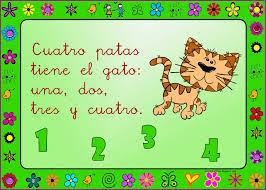 Cuatro patas
tiene el gato:
una, dos,
tres y cuatro.
1 2 3 4